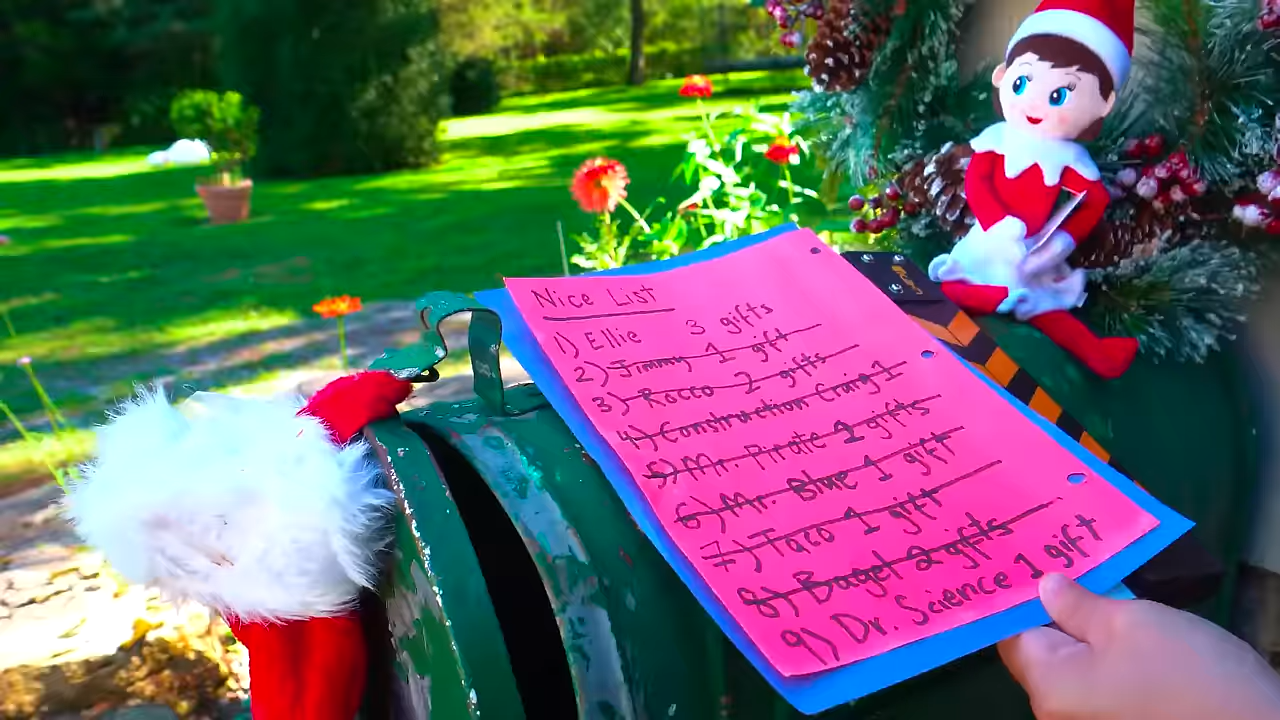 Nice List
1) Ellie 3 gifts
2) Jimmy 1 gift
3) Rocco 2 gifts
4) Construction Craig 1
5) Mr. Pirate 2 gifts
6) Mr. Blue 1 gift
7) Taco 1 gift
8) Bagel 2 gifts
9) Dr. Science 1 gift